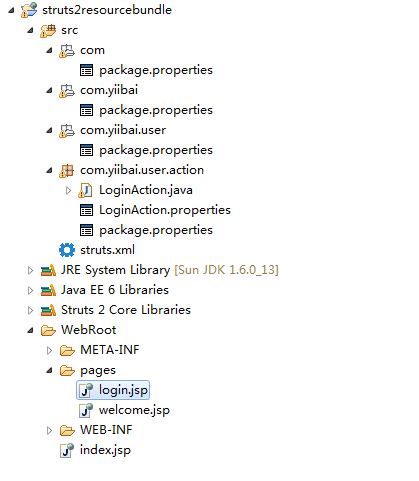 struts2resourcebundle
src
com
package.properties
com.yiibai
package.properties
com.yiibai.user
package.properties
com.yiibai.user.action
LoginAction.java
LoginAction.properties
package.properties
struts.xml
JRE System Library [Sun JDK 1.6.0_13]
Java EE 6 Libraries
Struts 2 Core Libraries
WebRoot
META-INF
pages
login.jsp
welcome.jsp
WEB-INF
index.jsp